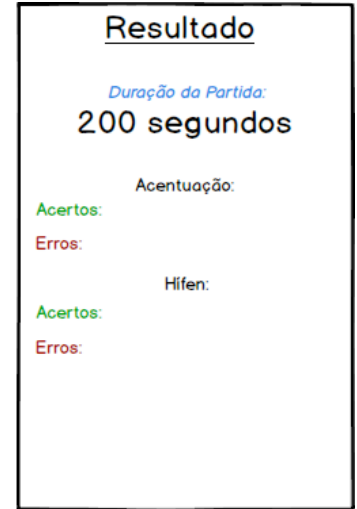 Resultado
Duração da Partida:
200 segundos
Acentuação:
Acertos:
Erros:
Hífen:
Acertos:
Erros: